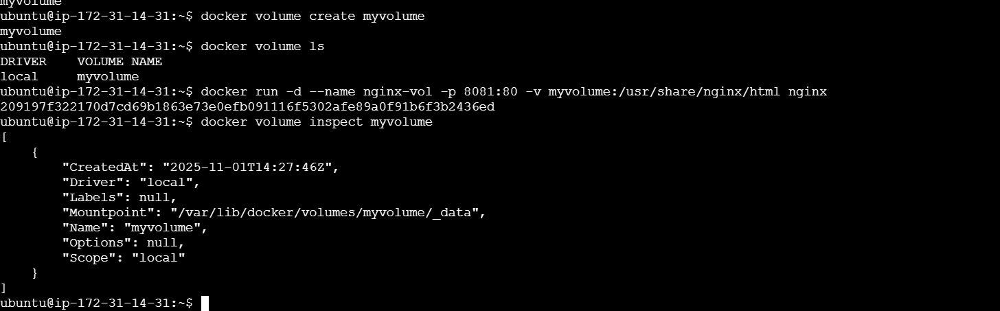 myvolume
ubuntu@ip-172-31-14-31:~$ docker volume create myvolume
myvolume
ubuntu@ip-172-31-14-31:~$ docker volume ls
DRIVER    VOLUME NAME
local     myvolume
ubuntu@ip-172-31-14-31:~$ docker run -d --name nginx-vol -p 8081:80 -v myvolume:/usr/share/nginx/html nginx
209197f322170d7cd69b1863e73e0efb091116f5302afe89a0f91b6f3b2436ed
ubuntu@ip-172-31-14-31:~$ docker volume inspect myvolume
[
    {
        "CreatedAt": "2025-11-01T14:27:46Z",
        "Driver": "local",
        "Labels": null,
        "Mountpoint": "/var/lib/docker/volumes/myvolume/_data",
        "Name": "myvolume",
        "Options": null,
        "Scope": "local"
    }
]
ubuntu@ip-172-31-14-31:~$